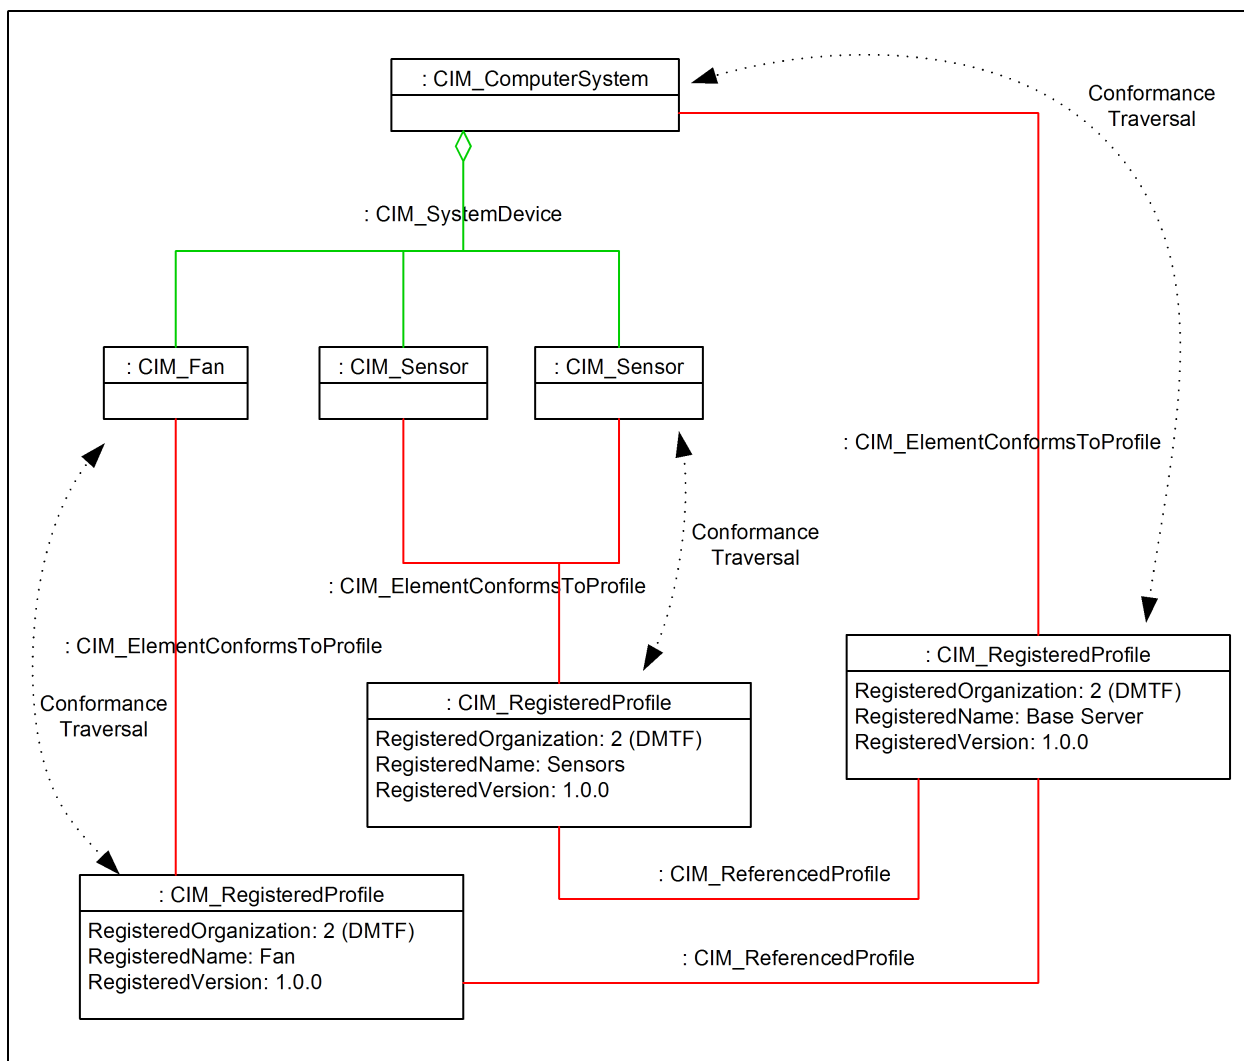 : CIM_ComputerSystem
Conformance
Traversal
: CIM_SystemDevice
: CIM_Fan
: CIM_Sensor
: CIM_Sensor
: CIM_ElementConformsToProfile
Conformance
Traversal
: CIM_ElementConformsToProfile
: CIM_ElementConformsToProfile
Conformance
Traversal
: CIM_RegisteredProfile
RegisteredOrganization: 2 (DMTF)
RegisteredName: Base Server
RegisteredVersion: 1.0.0
: CIM_RegisteredProfile
RegisteredOrganization: 2 (DMTF)
RegisteredName: Sensors
RegisteredVersion: 1.0.0
: CIM_ReferencedProfile
: CIM_RegisteredProfile
RegisteredOrganization: 2 (DMTF)
RegisteredName: Fan
RegisteredVersion: 1.0.0
: CIM_ReferencedProfile